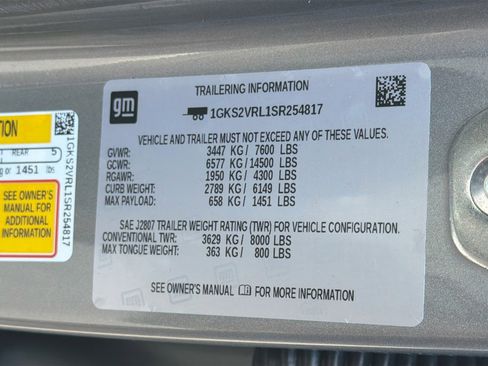 gm
TRAILERING INFORMATION
1GKS2VRL1SR254817
VEHICLE AND TRAILER MUST NOT EXCEED ANY OF THESE VALUES.
GVWR: 3447 KG/ 7600 LBS
GCWR: 6577 KG/14500 LBS
RGAWR: 1950 KG/ 4300 LBS
CURB WEIGHT: 2789 KG/ 6149 LBS
MAX PAYLOAD: 658 KG/ 1451 LBS
SAE J2807 TRAILER WEIGHT RATING (TWR) FOR VEHICLE CONFIGURATION.
CONVENTIONAL TWR: 3629 KG/ 8000 LBS
MAX TONGUE WEIGHT: 363 KG/ 800 LBS
SEE OWNER'S MANUAL FOR MORE INFORMATION
REAR 5
g or 1451 lbs
SEE OWNER'S
MANUAL FOR
ADDITIONAL
INFORMATION
1GKS2VRL1SR254817